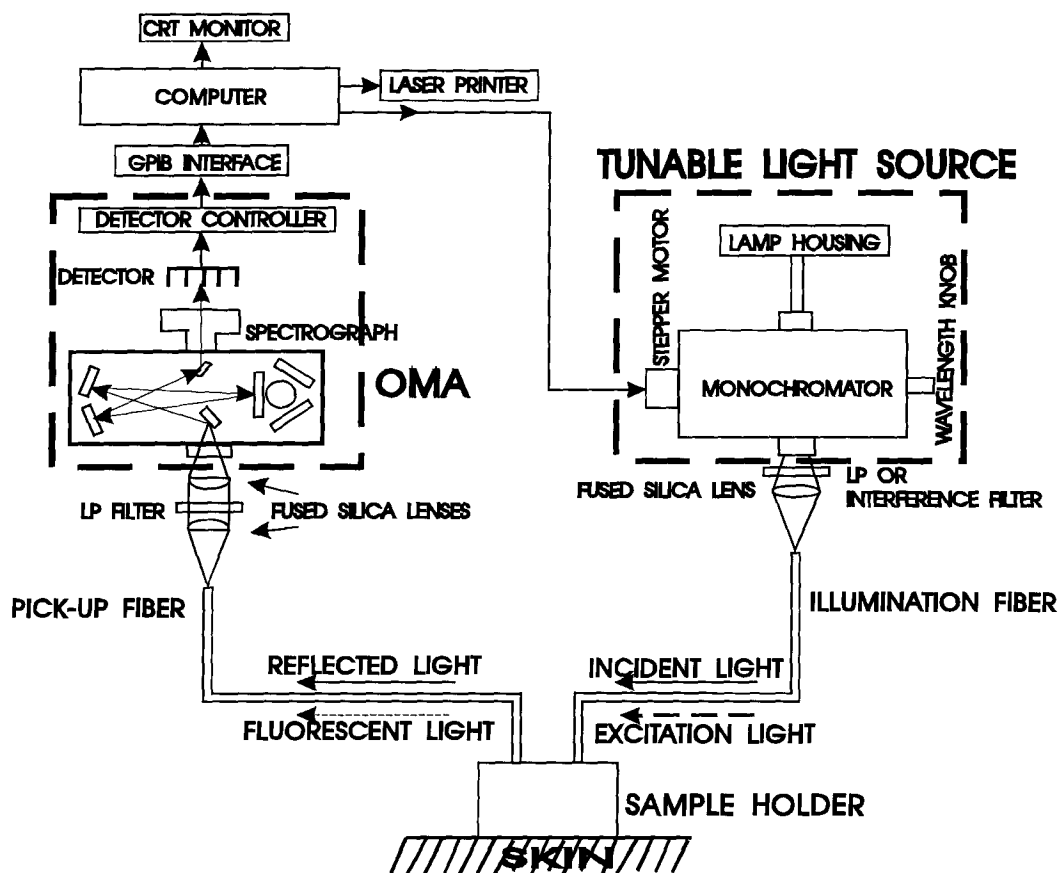 CRT MONITOR
COMPUTER
LASER PRINTER
GPIB INTERFACE
TUNABLE LIGHT SOURCE
DETECTOR CONTROLLER
DETECTOR
SPECTROGRAPH
OMA
STEPPER MOTOR
LAMP HOUSING
WAVELENGTH KNOB
MONOCHROMATOR
LP FILTER
FUSED SILICA LENSES
FUSED SILICA LENS
LP OR
INTERFERENCE FILTER
PICK-UP FIBER
ILLUMINATION FIBER
REFLECTED LIGHT
FLUORESCENT LIGHT
INCIDENT LIGHT
EXCITATION LIGHT
SAMPLE HOLDER
SKIN